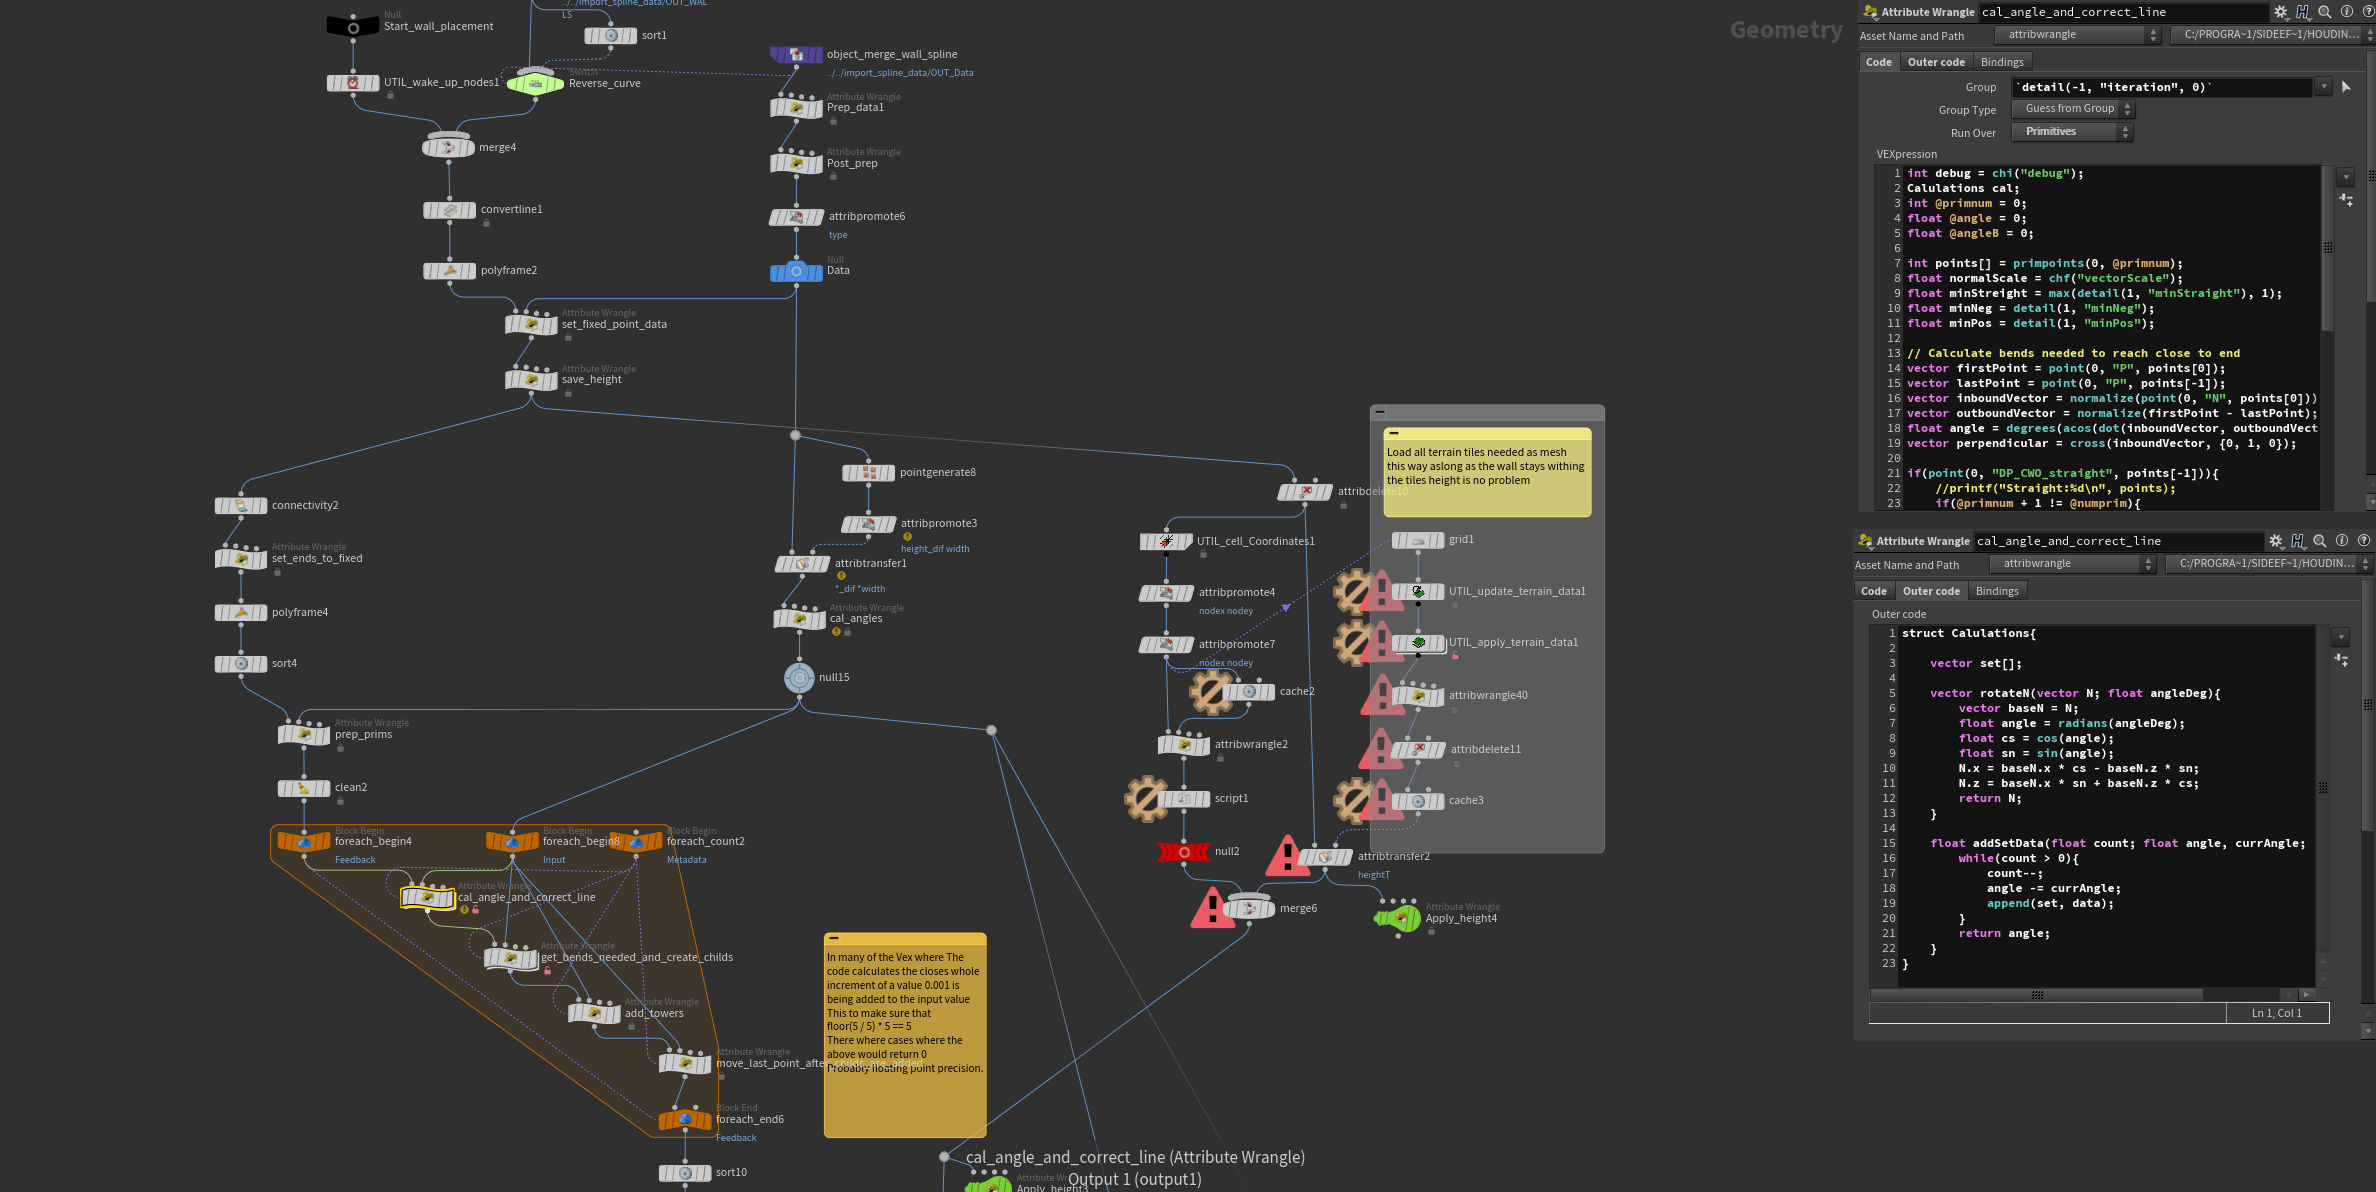 ../../import_spline_data/OUT_WAL
LS
Null
Start_wall_placement
sort1
UTIL_wake_up_nodes1
Switch
Reverse_curve
object_merge_wall_spline
../../import_spline_data/OUT_Data
Attribute Wrangle
Prep_data1
merge4
Attribute Wrangle
Post_prep
convertline1
attribpromote6
type
polyframe2
Null
Data
Attribute Wrangle
set_fixed_point_data
Attribute Wrangle
save_height
connectivity2
Attribute Wrangle
set_ends_to_fixed
polyframe4
sort4
Attribute Wrangle
prep_prims
clean2
pointgenerate8
attribpromote3
height_dif width
attribtransfer1
*_dif *width
Attribute Wrangle
cal_angles
null15
Block Begin
foreach_begin4
Feedback
Block Begin
foreach_begin8
Input
Block Begin
foreach_count2
Metadata
Attribute Wrangle
cal_angle_and_correct_line
Attribute Wrangle
get_bends_needed_and_create_childs
Attribute Wrangle
add_towers
Attribute Wrangle
move_last_point_after_childs_are_added
Block End
foreach_end6
Feedback
sort10
In many of the Vex where The
code calculates the closes whole
increment of a value 0.001 is
being added to the input value
This to make sure that
floor(5 / 5) * 5 == 5
There where cases where the
above would return 0
Probably floating point precision.
attribdelete10
UTIL_cell_Coordinates1
attribpromote4
nodex nodey
attribpromote7
nodex nodey
cache2
attribwrangle2
script1
null2
merge6
Load all terrain tiles needed as mesh
this way aslong as the wall stays withing
the tiles height is no problem
grid1
UTIL_update_terrain_data1
UTIL_apply_terrain_data1
attribwrangle40
attribdelete11
cache3
attribtransfer2
heightT
Attribute Wrangle
Apply_height4
cal_angle_and_correct_line (Attribute Wrangle)
Output 1 (output1)
Attribute Wr
Apply_height3
Geometry
Attribute Wrangle cal_angle_and_correct_line
Asset Name and Path attribwrangle C:/PROGRA~1/SIDEEF~1/HOUDIN...
Code Outer code Bindings
Group `detail(-1, "iteration", 0)`
Group Type Guess from Group
Run Over Primitives
VEXpression
1 int debug = chi("debug");
2 Calulations cal;
3 int @primnum = 0;
4 float @angle = 0;
5 float @angleB = 0;
6
7 int points[] = primpoints(0, @primnum);
8 float normalScale = chf("vectorScale");
9 float minStreight = max(detail(1, "minStraight"), 1);
10 float minNeg = detail(1, "minNeg");
11 float minPos = detail(1, "minPos");
12
13 // Calculate bends needed to reach close to end
14 vector firstPoint = point(0, "P", points[0]);
15 vector lastPoint = point(0, "P", points[-1]);
16 vector inboundVector = normalize(point(0, "N", points[0]))
17 vector outboundVector = normalize(firstPoint - lastPoint);
18 float angle = degrees(acos(dot(inboundVector, outboundVect
19 vector perpendicular = cross(inboundVector, {0, 1, 0});
20
21 if(point(0, "DP_CWO_straight", points[-1])){
22 //printf("Straight:%d\n", points);
23 if(@primnum + 1 != @numprim){
Attribute Wrangle cal_angle_and_correct_line
Asset Name and Path attribwrangle C:/PROGRA~1/SIDEEF~1/HOUDIN...
Code Outer code Bindings
Outer code
1 struct Calulations{
2
3 vector set[];
4
5 vector rotateN(vector N; float angleDeg){
6 vector baseN = N;
7 float angle = radians(angleDeg);
8 float cs = cos(angle);
9 float sn = sin(angle);
10 N.x = baseN.x * cs - baseN.z * sn;
11 N.z = baseN.x * sn + baseN.z * cs;
12 return N;
13 }
14
15 float addSetData(float count; float angle, currAngle;
16 while(count > 0){
17 count--;
18 angle -= currAngle;
19 append(set, data);
20 }
21 return angle;
22 }
23 }
Ln 1, Col 1